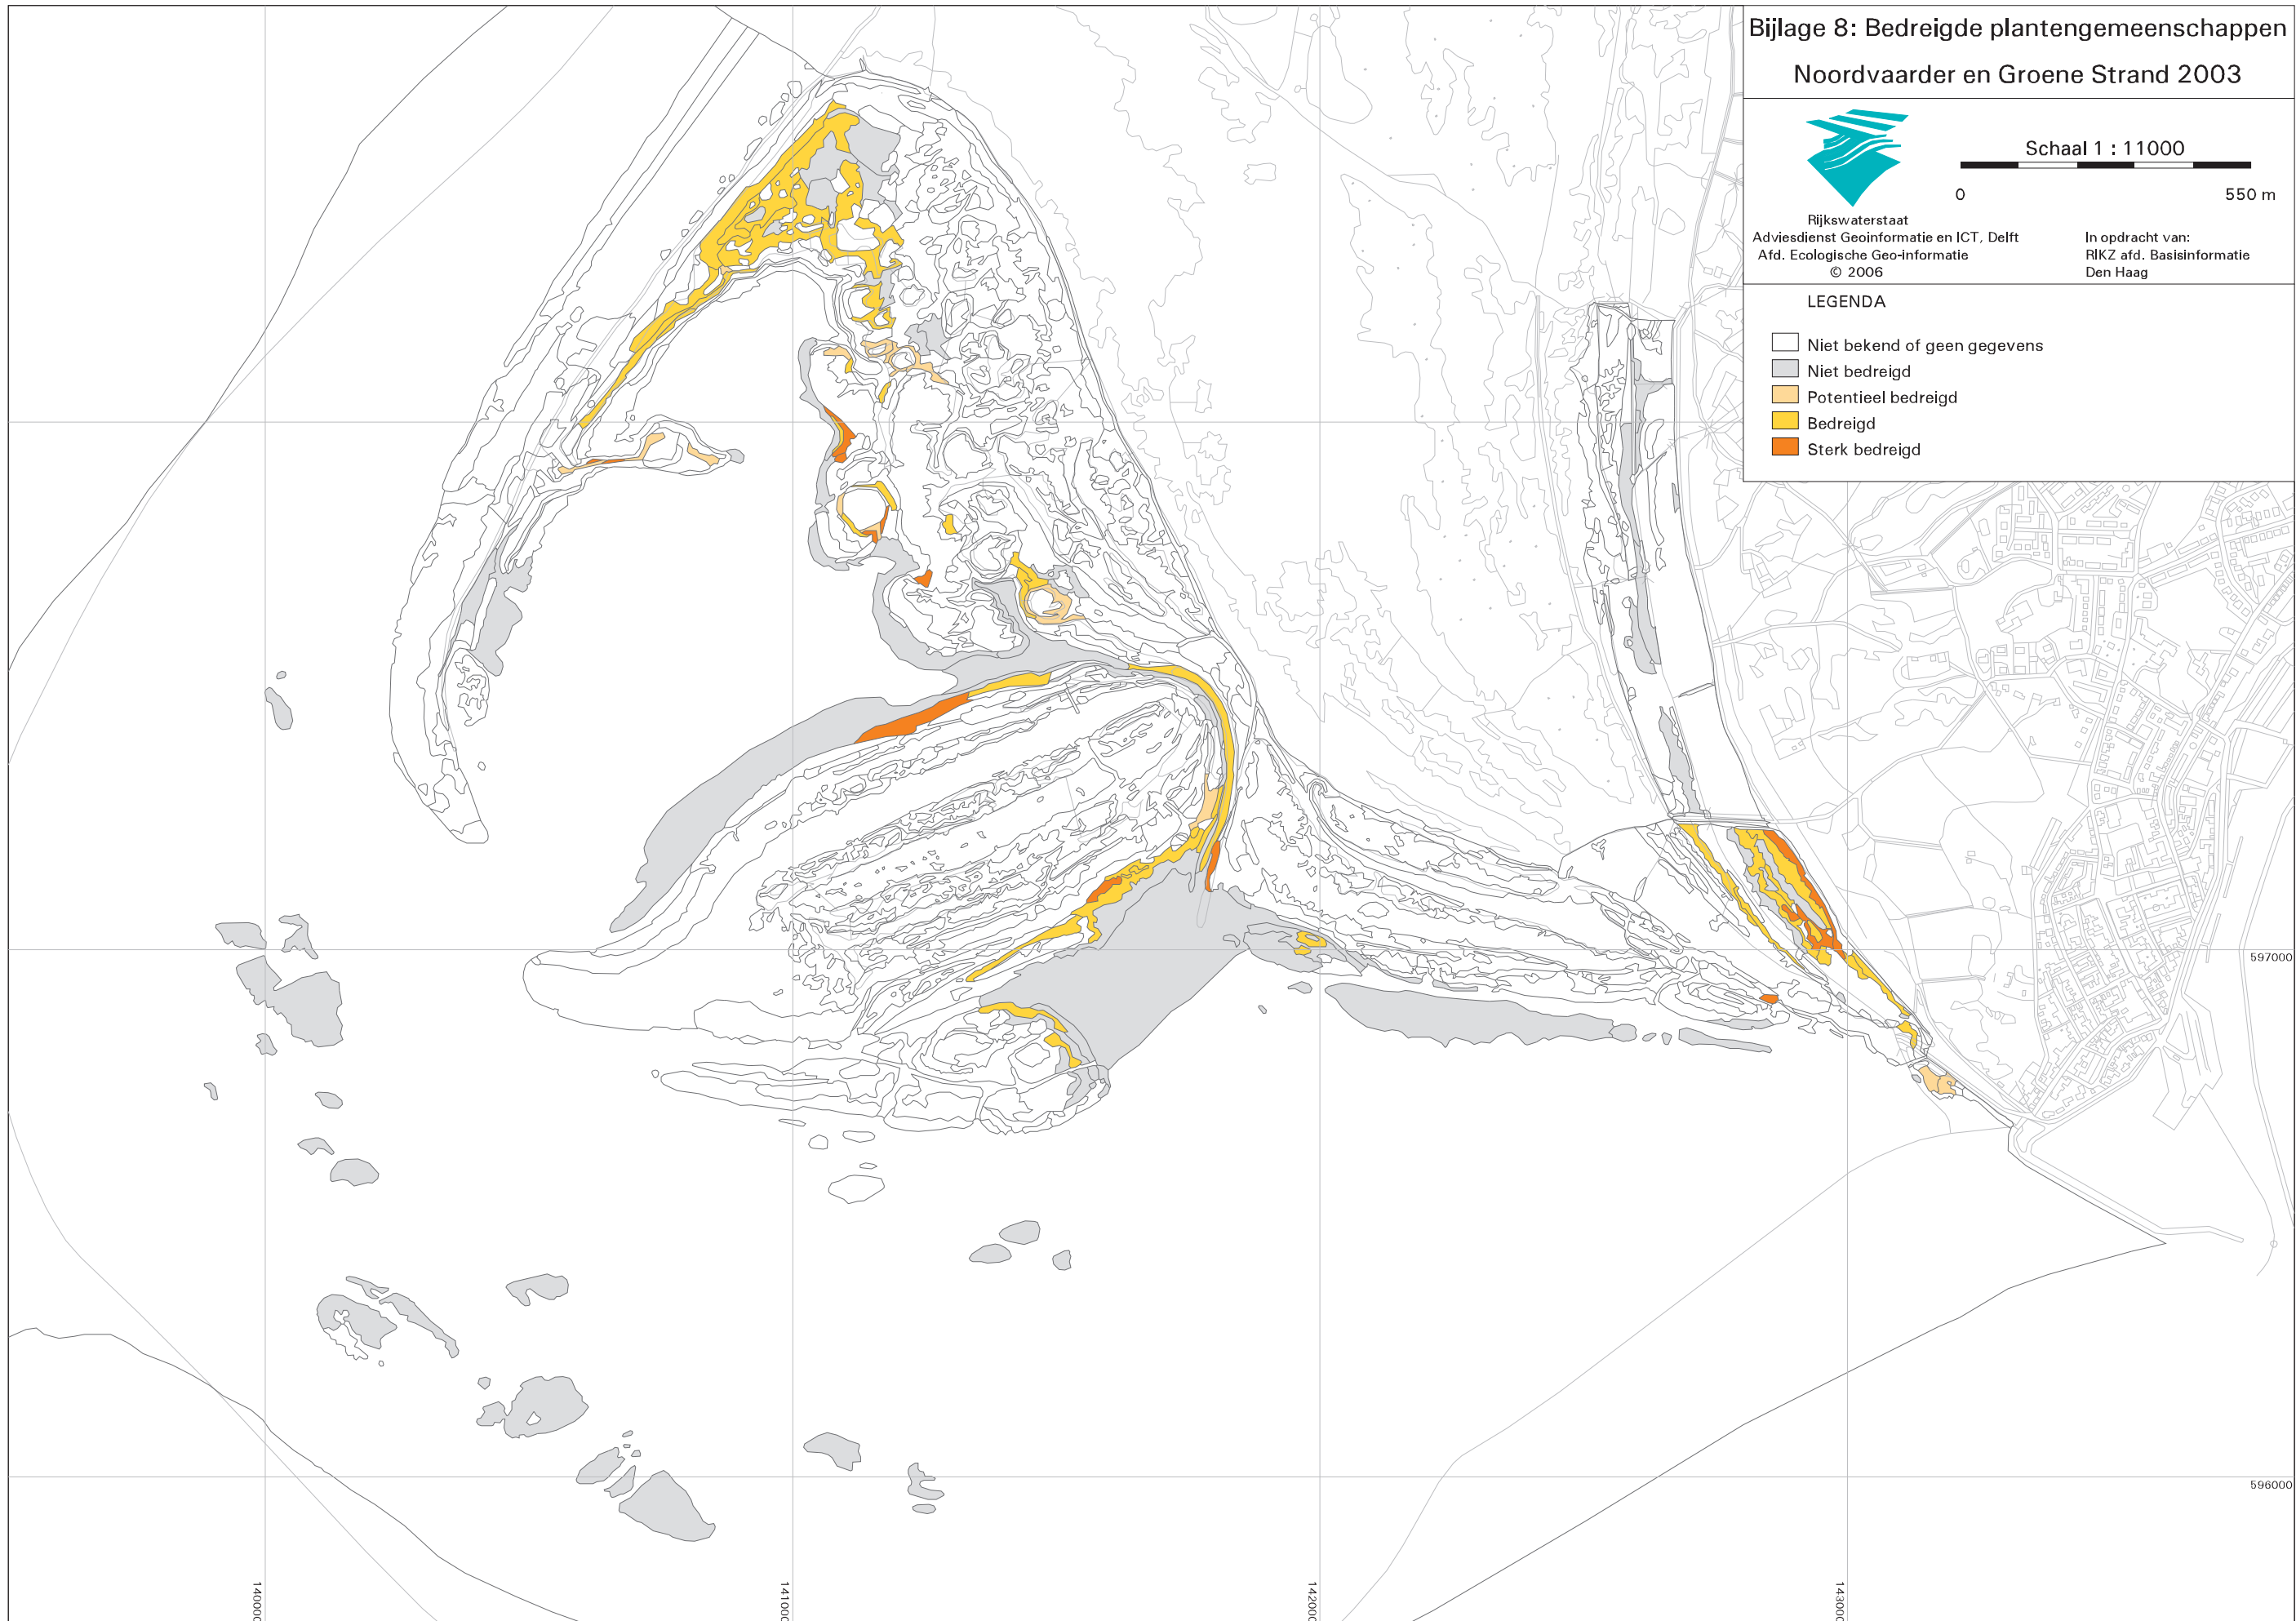 Bijlage 8: Bedreigde plantengemeenschappen
Noordvaarder en Groene Strand 2003
Schaal 1 : 11000
0
550 m
Rijkswaterstaat
Adviesdienst Geoinformatie en ICT, Delft
Afd. Ecologische Geo-informatie
© 2006
In opdracht van:
RIKZ afd. Basisinformatie
Den Haag
LEGENDA
Niet bekend of geen gegevens
Niet bedreigd
Potentieel bedreigd
Bedreigd
Sterk bedreigd
597000
596000
140000
141000
142000
143000